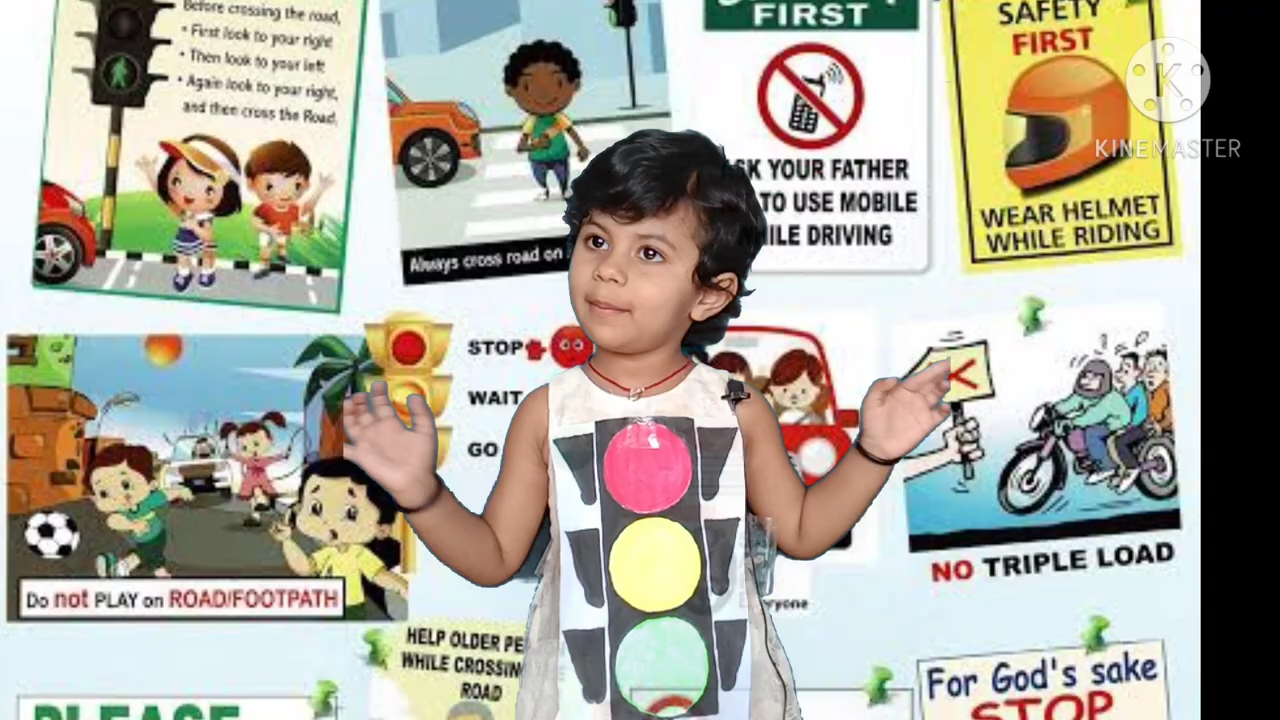 Before crossing the road,
• First look to your right
• Then look to your left
• Again look to your right,
and then cross the Road.
Always cross road on
FIRST
ASK YOUR FATHER
TO USE MOBILE
WHILE DRIVING
SAFETY
FIRST
WEAR HELMET
WHILE RIDING
K
KINEMASTER
STOP
WAIT
GO
Do not PLAY on ROAD/FOOTPATH
NO TRIPLE LOAD
HELP OLDER PE
WHILE CROSSIN
ROAD
PLEASE
For God's sake
STOP